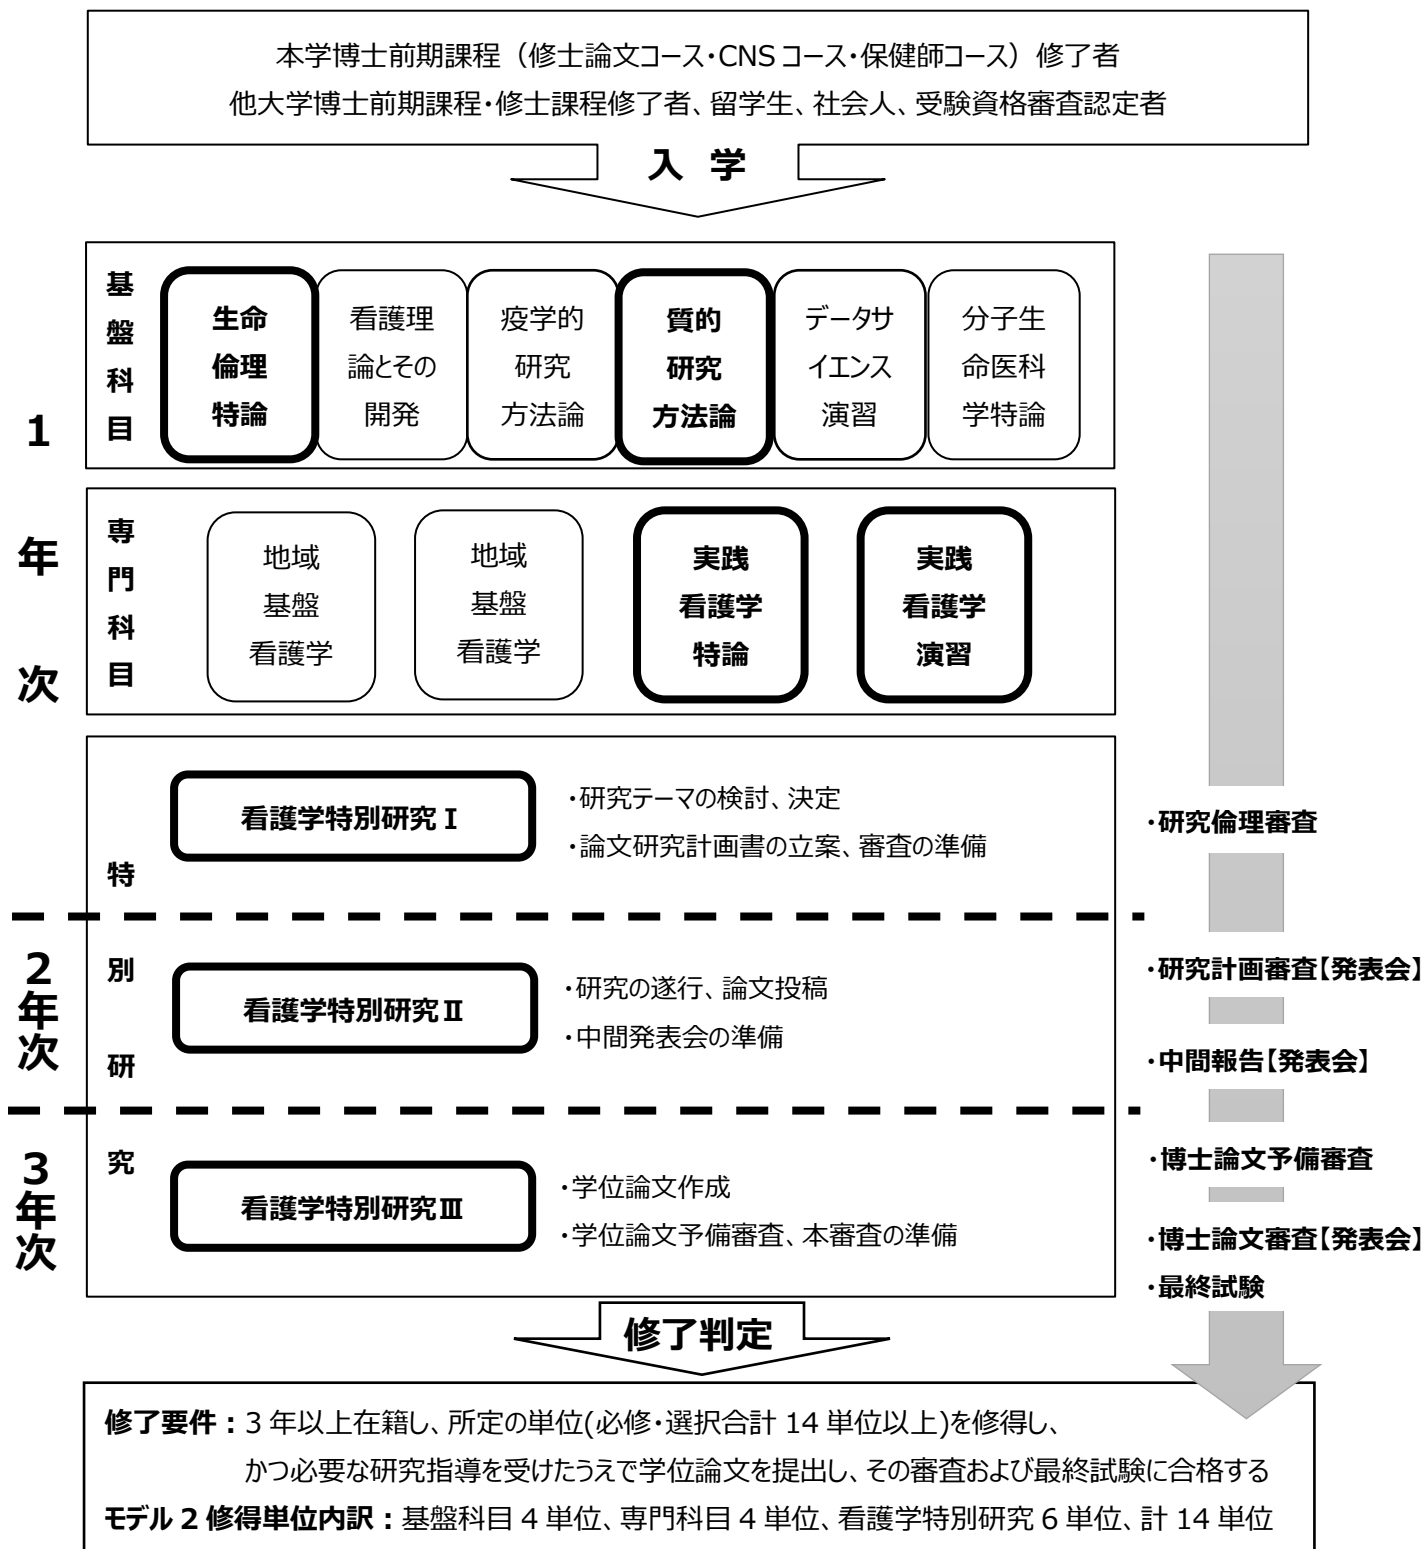 本学博士前期課程（修士論文コース・CNSコース・保健師コース）修了者
他大学博士前期課程・修士課程修了者、留学生、社会人、受験資格審査認定者
入 学
1年次
基盤科目
生命
倫理
特論
看護理
論とその
開発
疫学的
研究
方法論
質的
研究
方法論
データサ
イエンス
演習
分子生
命医科
学特論
専門科目
地域
基盤
看護学
地域
基盤
看護学
実践
看護学
特論
実践
看護学
演習
特別研究
看護学特別研究Ⅰ
・研究テーマの検討、決定
・論文研究計画書の立案、審査の準備
・研究倫理審査
2年次
看護学特別研究Ⅱ
・研究の遂行、論文投稿
・中間発表会の準備
・研究計画審査【発表会】
・中間報告【発表会】
3年次
看護学特別研究Ⅲ
・学位論文作成
・学位論文予備審査、本審査の準備
・博士論文予備審査
・博士論文審査【発表会】
・最終試験
修了判定
修了要件：3年以上在籍し、所定の単位(必修・選択合計 14 単位以上)を修得し、
かつ必要な研究指導を受けたうえで学位論文を提出し、その審査および最終試験に合格する
モデル 2 修得単位内訳：基盤科目 4 単位、専門科目 4 単位、看護学特別研究 6 単位、計 14 単位